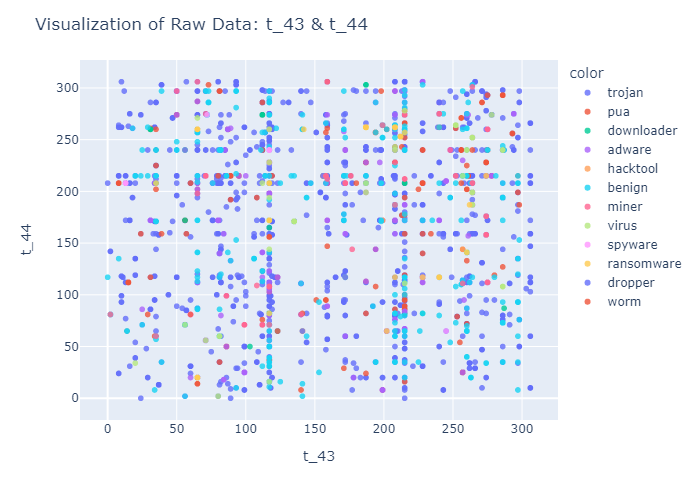 Visualization of Raw Data: t_43 & t_44
color
trojan
pua
downloader
adware
hacktool
benign
miner
virus
spyware
ransomware
dropper
worm
300
250
200
150
100
50
0
t_44
0 50 100 150 200 250 300
t_43